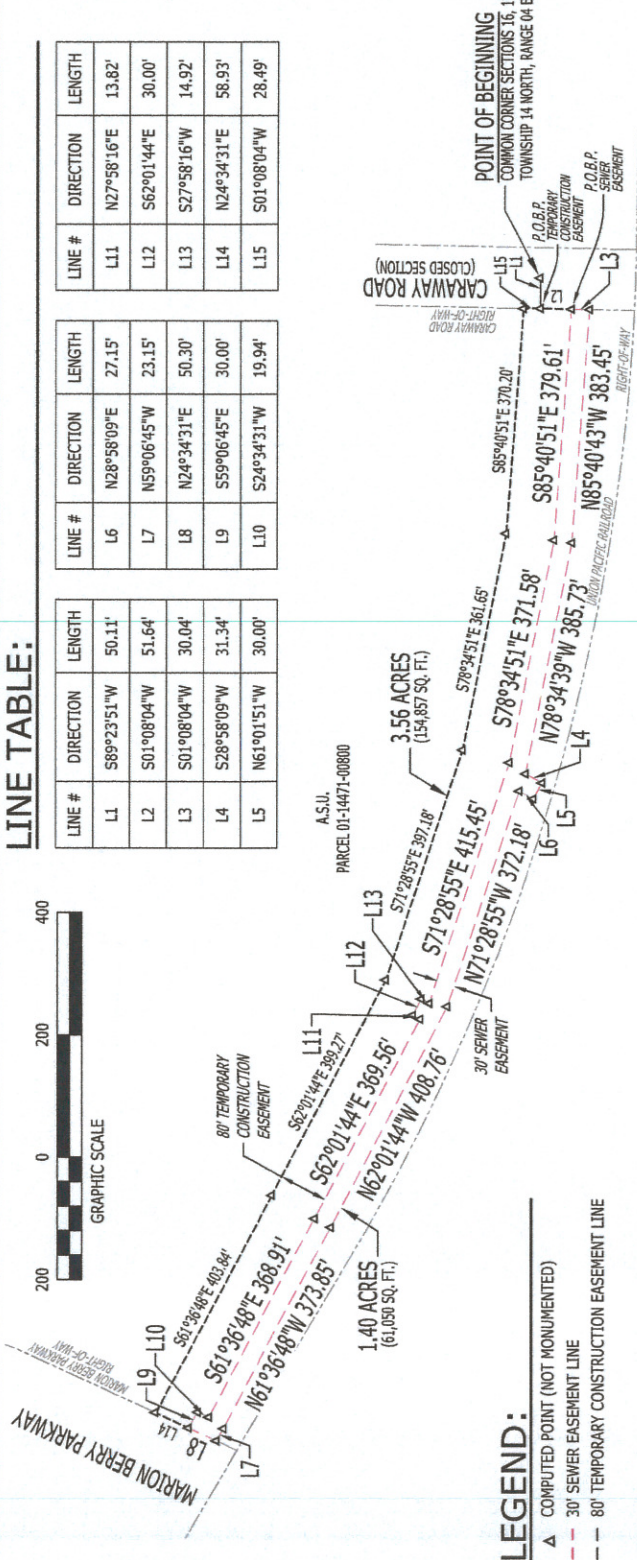 LINE TABLE:
LINE # DIRECTION LENGTH
L1 S89°23'51"W 50.11'
L2 S01°08'04"W 51.64'
L3 S01°08'04"W 30.04'
L4 S28°58'09"W 31.34'
L5 N61°01'51"W 30.00'
LINE # DIRECTION LENGTH
L6 N28°58'09"E 27.15'
L7 N59°06'45"W 23.15'
L8 N24°34'31"E 50.30'
L9 S59°06'45"E 30.00'
L10 S24°34'31"W 19.94'
LINE # DIRECTION LENGTH
L11 N27°58'16"E 13.82'
L12 S62°01'44"E 30.00'
L13 S27°58'16"W 14.92'
L14 N24°34'31"E 58.93'
L15 S01°08'04"W 28.49'
200 0 200 400
GRAPHIC SCALE
MARION BERRY PARKWAY
MARION BERRY PARKWAY
RIGHT-OF-WAY
L9
L10
L14
L8
L7
S61°36'48"E 403.84'
S61°36'48"E 368.91'
N61°36'48"W 373.85'
80' TEMPORARY
CONSTRUCTION
EASEMENT
1.40 ACRES
(61,050 SQ. FT.)
S62°01'44"E 399.27'
S62°01'44"E 369.56'
N62°01'44"W 408.76'
L11
L12
L13
30' SEWER
EASEMENT
A.S.U.
PARCEL 01-14471-00800
3.56 ACRES
(154,857 SQ. FT.)
S71°28'55"E 397.18'
S71°28'55"E 415.45'
N71°28'55"W 372.18'
L6
L5
L4
S78°34'51"E 361.65'
S78°34'51"E 371.58'
N78°34'39"W 385.73'
UNION PACIFIC RAILROAD
RIGHT-OF-WAY
S85°40'51"E 370.20'
S85°40'51"E 379.61'
N85°40'43"W 383.45'
CARAWAY ROAD
(CLOSED SECTION)
CARAWAY ROAD
RIGHT-OF-WAY
L15
L1
L2
L3
POINT OF BEGINNING
COMMON CORNER SECTIONS 16, 1
TOWNSHIP 14 NORTH, RANGE 04 E
P.O.B.P.
TEMPORARY
CONSTRUCTION
EASEMENT
P.O.B.P.
SEWER
EASEMENT
LEGEND:
COMPUTED POINT (NOT MONUMENTED)
30' SEWER EASEMENT LINE
80' TEMPORARY CONSTRUCTION EASEMENT LINE